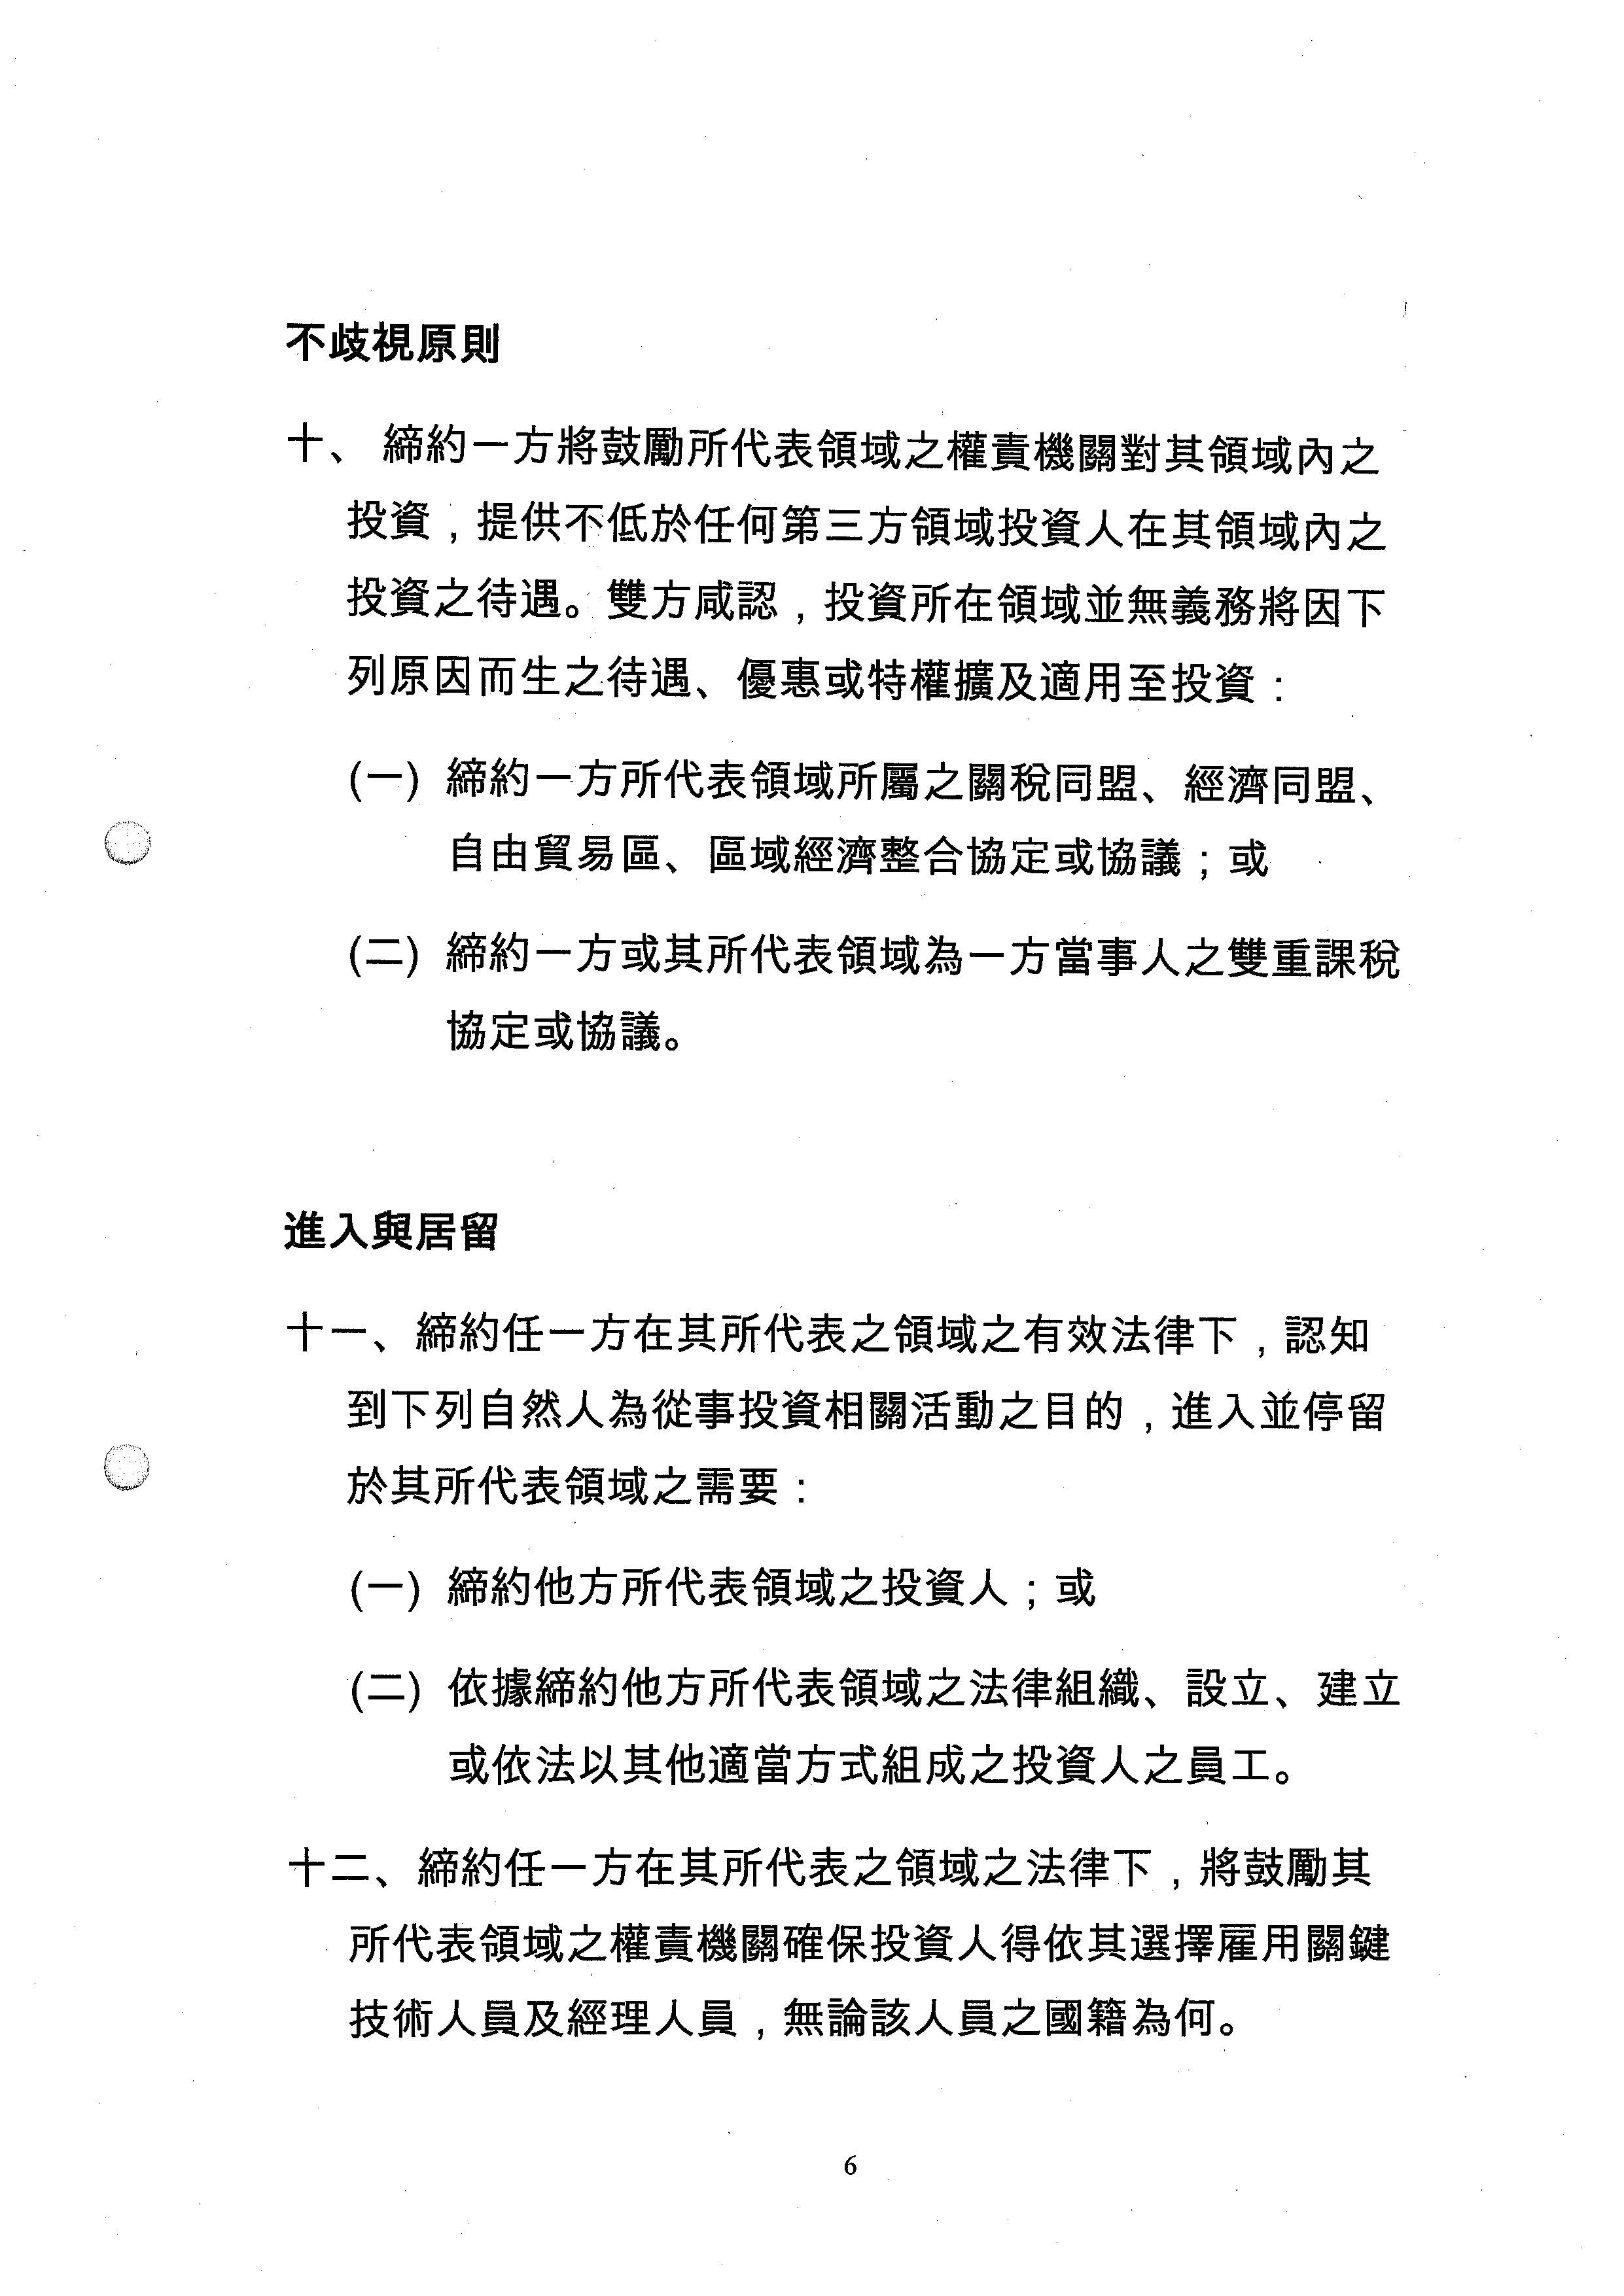 不歧視原則
十、 締約一方將鼓勵所代表領域之權責機關對其領域內之
投資，提供不低於任何第三方領域投資人在其領域內之
投資之待遇。雙方咸認，投資所在領域並無義務將因下
列原因而生之待遇、優惠或特權擴及適用至投資：
(一) 締約一方所代表領域所屬之關稅同盟、經濟同盟、
自由貿易區、區域經濟整合協定或協議；或
(二) 締約一方或其所代表領域為一方當事人之雙重課稅
協定或協議。
進入與居留
十一、締約任一方在其所代表之領域之有效法律下，認知
到下列自然人為從事投資相關活動之目的，進入並停留
於其所代表領域之需要：
(一) 締約他方所代表領域之投資人；或
(二) 依據締約他方所代表領域之法律組織、設立、建立
或依法以其他適當方式組成之投資人之員工。
十二、締約任一方在其所代表之領域之法律下，將鼓勵其
所代表領域之權責機關確保投資人得依其選擇雇用關鍵
技術人員及經理人員，無論該人員之國籍為何。
6